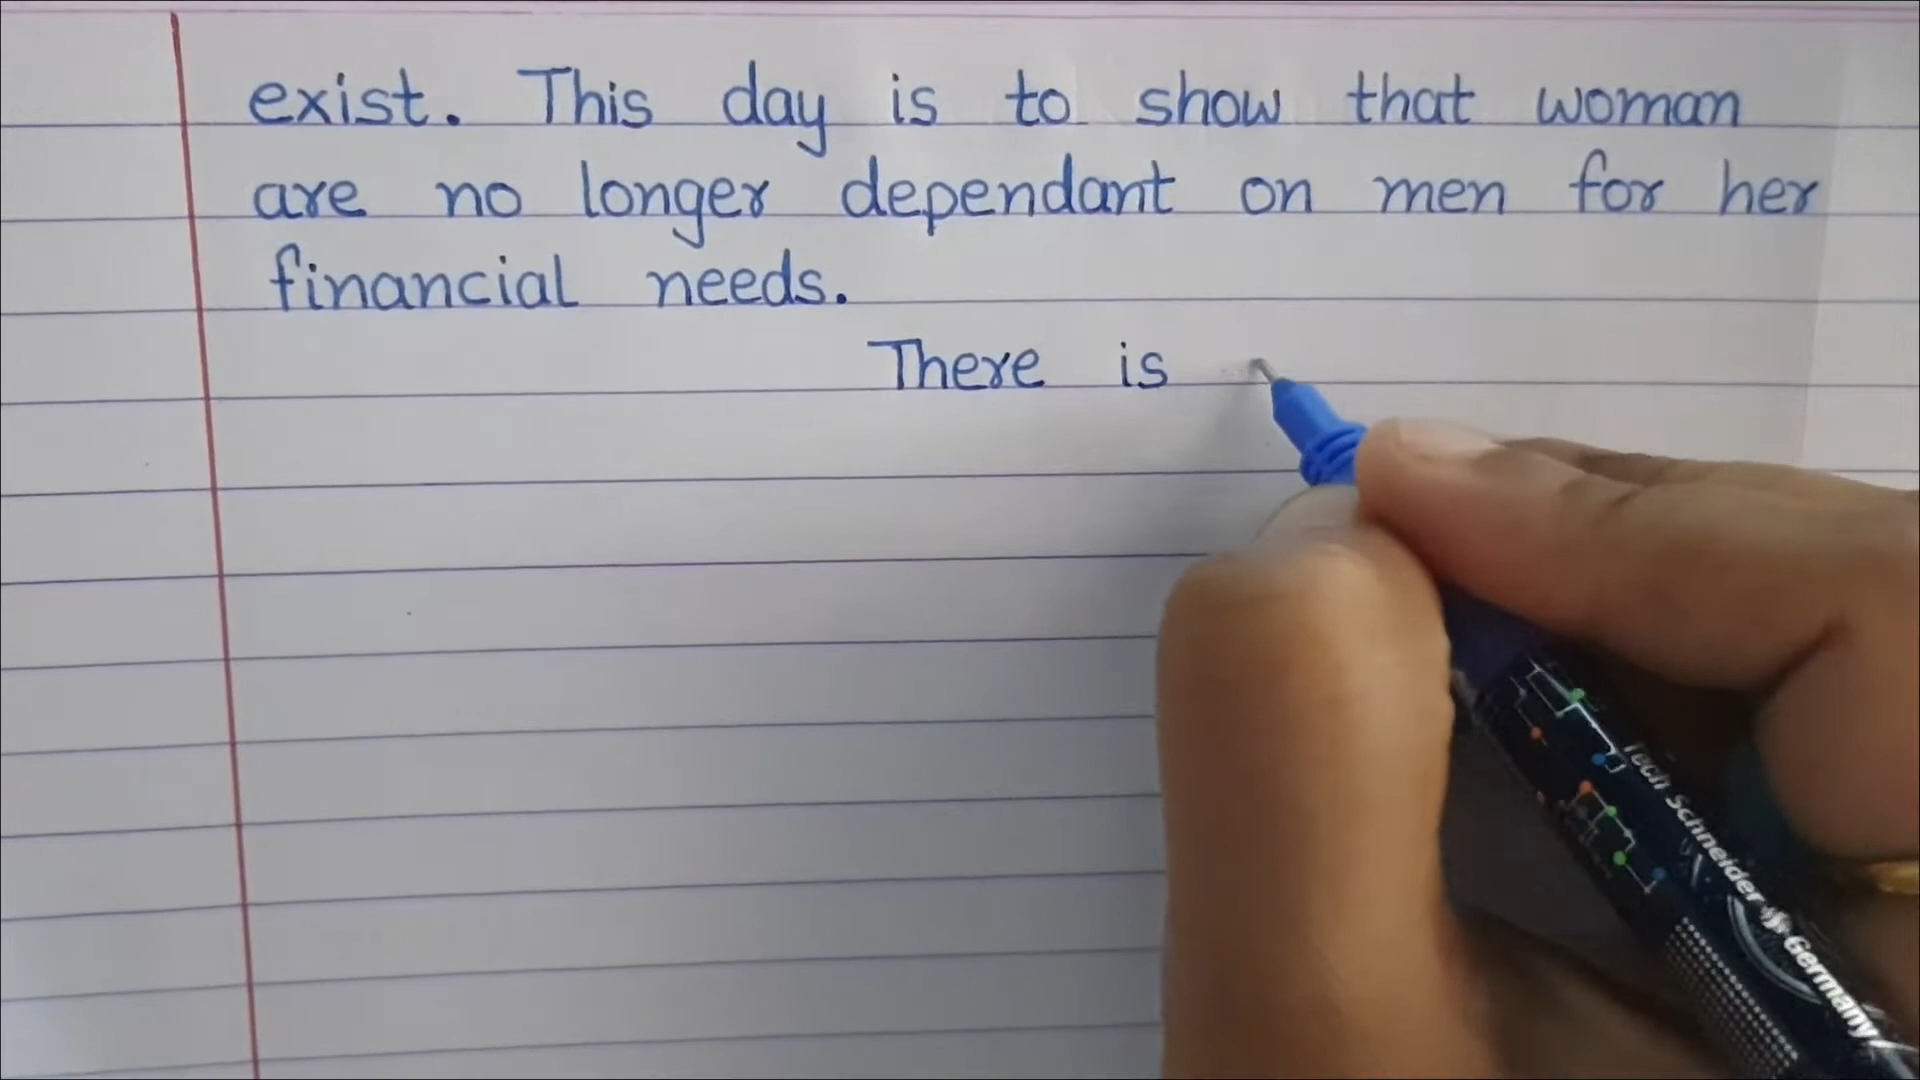 exist. This day is to show that woman
are no longer dependant on men for her
financial needs.
There is
Tech Schneider Germany